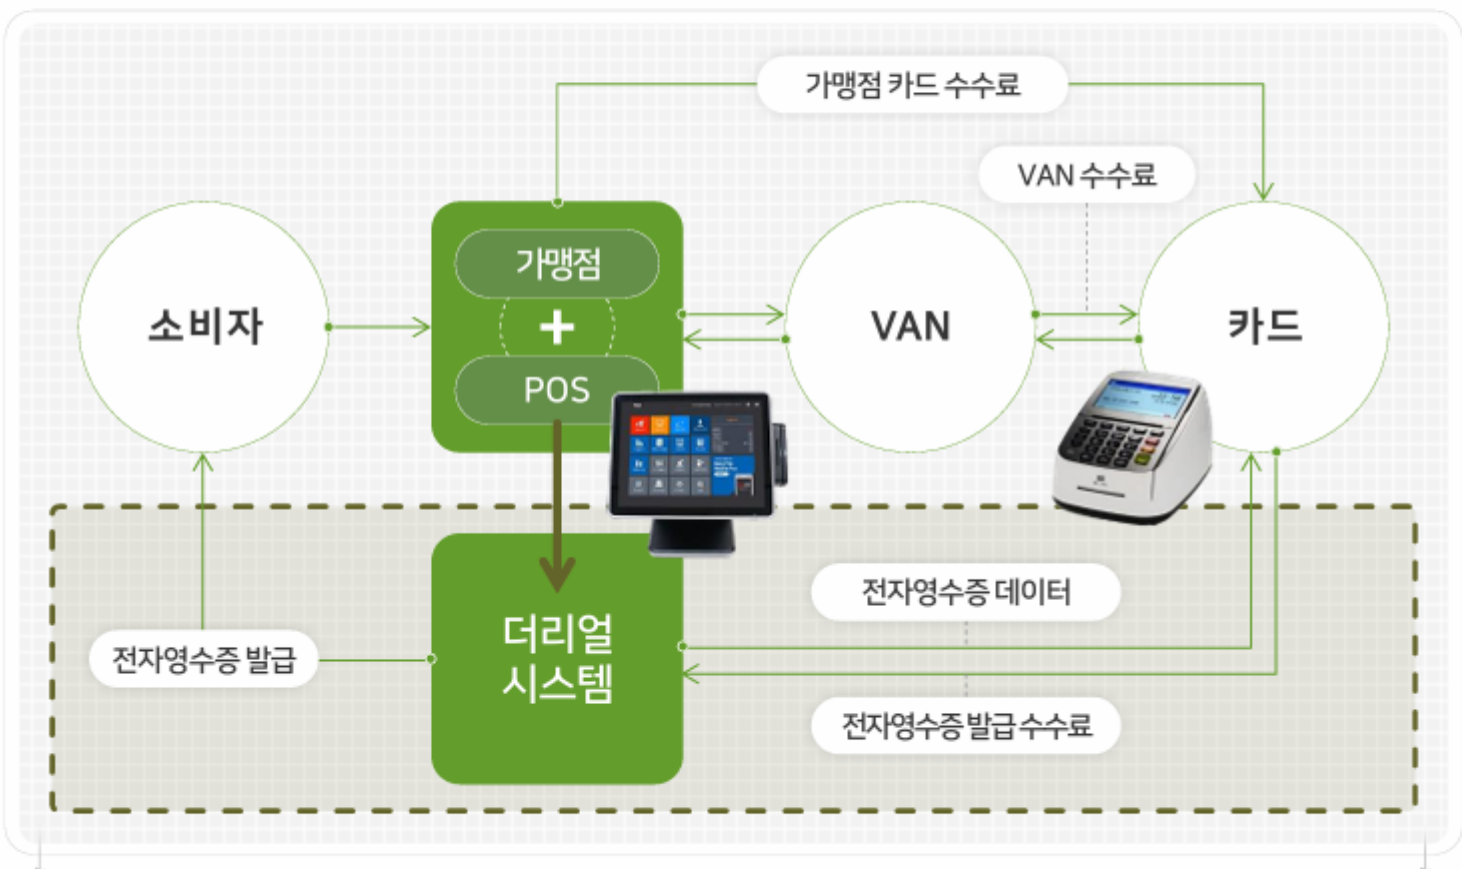 가맹점 카드 수수료
VAN 수수료
소비자
가맹점
+
POS
VAN
카드
전자영수증 발급
더리얼
시스템
전자영수증 데이터
전자영수증 발급 수수료